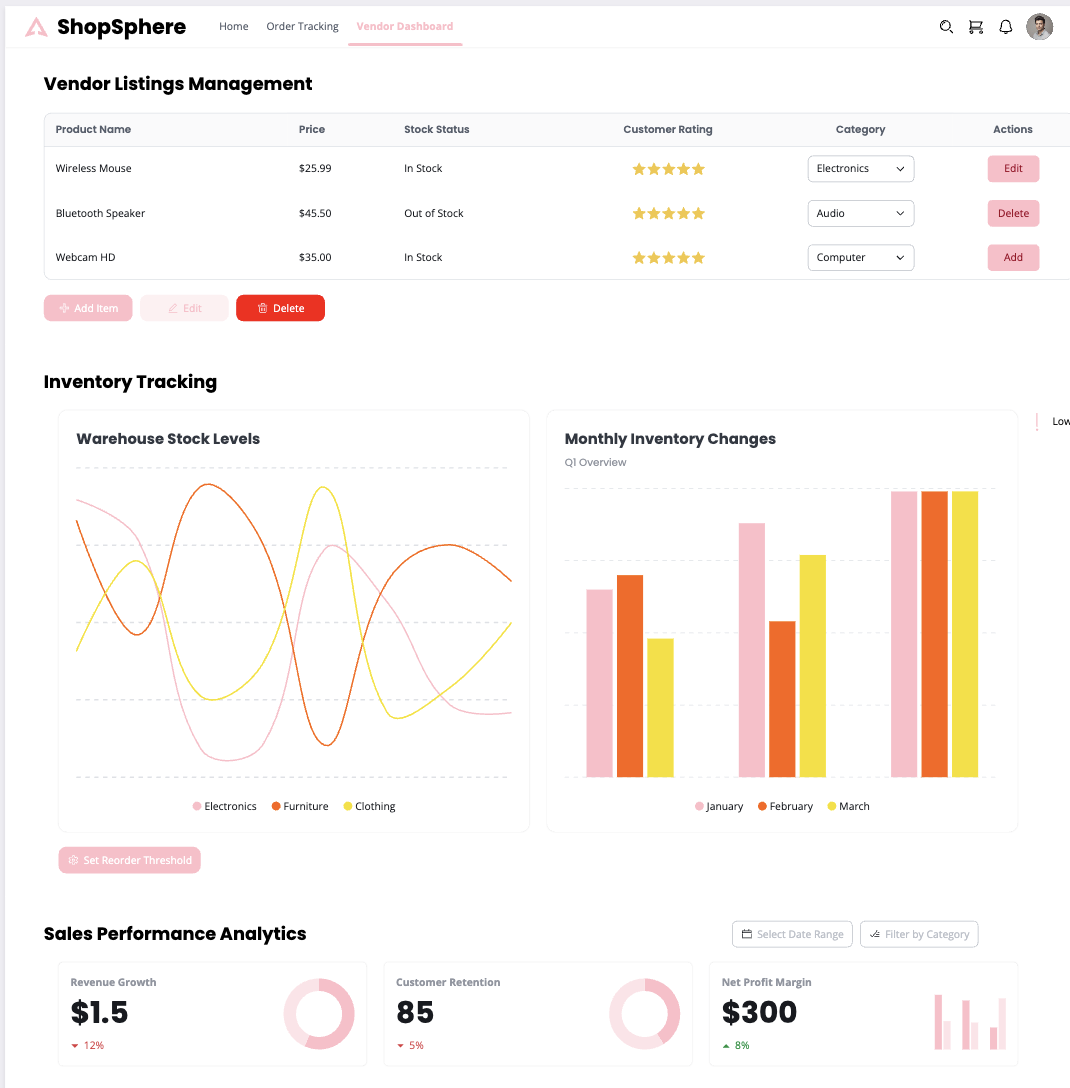 ShopSphere Home Order Tracking Vendor Dashboard
Vendor Listings Management
Product Name Price Stock Status Customer Rating Category Actions
Wireless Mouse $25.99 In Stock Electronics Edit
Bluetooth Speaker $45.50 Out of Stock Audio Delete
Webcam HD $35.00 In Stock Computer Add
Add Item Edit Delete
Inventory Tracking
Warehouse Stock Levels
Electronics Furniture Clothing
Monthly Inventory Changes
Q1 Overview
January February March
Low
Set Reorder Threshold
Sales Performance Analytics
Select Date Range Filter by Category
Revenue Growth
$1.5
12%
Customer Retention
85
5%
Net Profit Margin
$300
8%